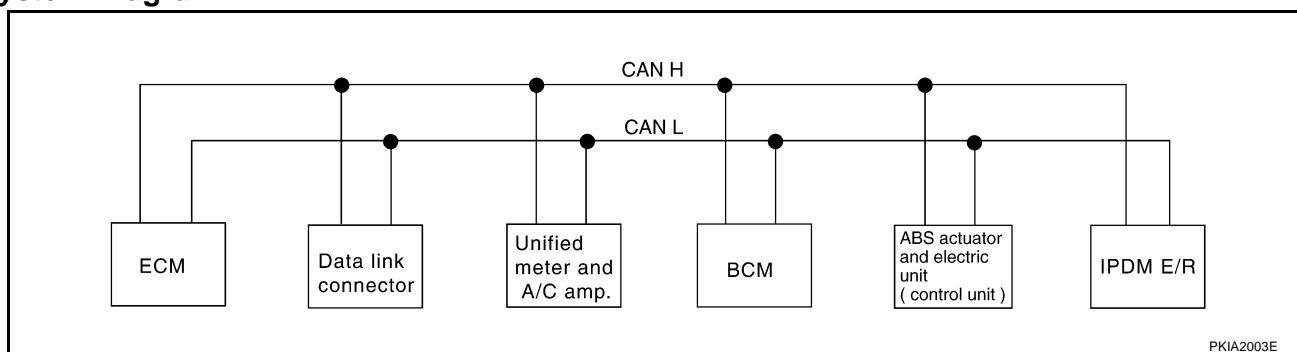 CAN H
CAN L
ECM
Data link
connector
Unified
meter and
A/C amp.
BCM
ABS actuator
and electric
unit
( control unit )
IPDM E/R
PKIA2003E